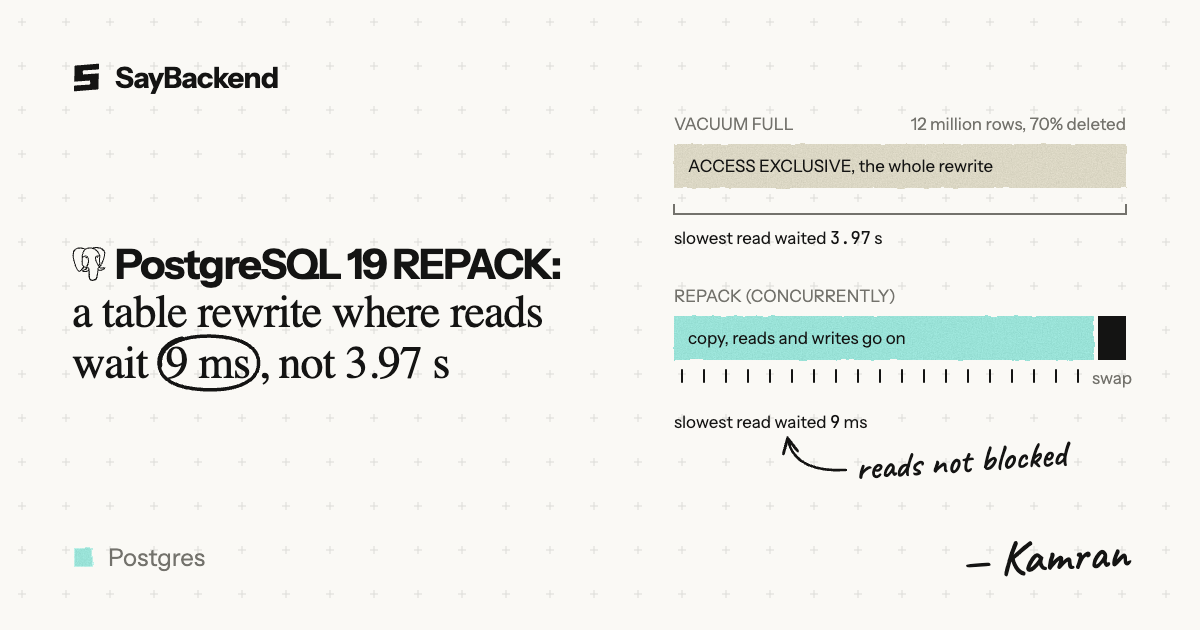 SayBackend
PostgreSQL 19 REPACK:
a table rewrite where reads
wait 9 ms, not 3.97 s
VACUUM FULL
12 million rows, 70% deleted
ACCESS EXCLUSIVE, the whole rewrite
slowest read waited 3.97 s
REPACK (CONCURRENTLY)
copy, reads and writes go on
swap
slowest read waited 9 ms
reads not blocked
Postgres
– Kamran